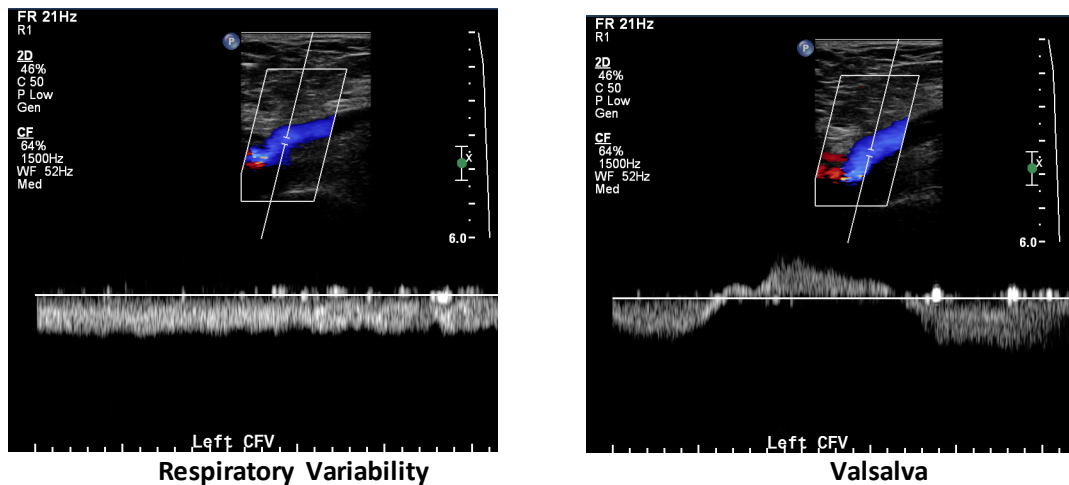 FR 21Hz
R1
P
2D
46%
C 50
P Low
Gen
CF
64%
1500Hz
WF 52Hz
Med
x
6.0
Left CFV
Respiratory Variability
FR 21Hz
R1
P
2D
46%
C 50
P Low
Gen
CF
64%
1500Hz
WF 52Hz
Med
x
6.0
Left CFV
Valsalva